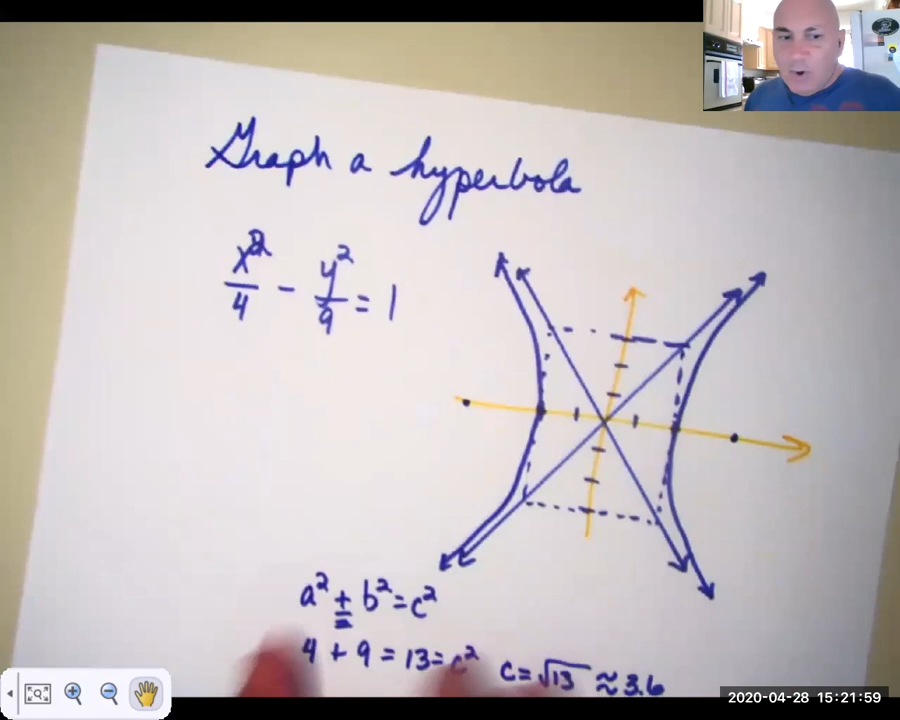 Graph a hyperbola
x²/4 - y²/9 = 1
a² + b² = c²
4 + 9 = 13 = c²
c = √13 ≈ 3.6
2020-04-28 15:21:59